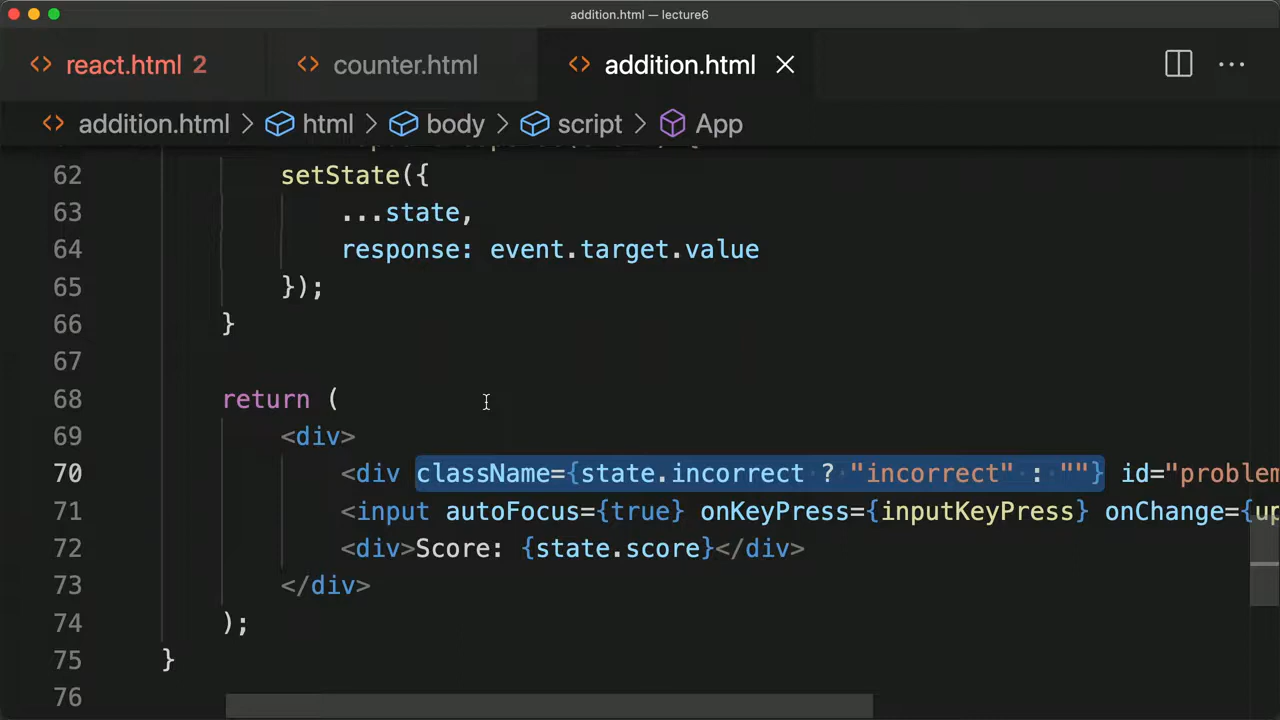 addition.html — lecture6
react.html 2 counter.html addition.html
addition.html > html > body > script > App
62 setState({
63 ...state,
64 response: event.target.value
65 });
66 }
67
68 return (
69 <div>
70 <div className={state.incorrect ? "incorrect" : ""} id="problem
71 <input autoFocus={true} onKeyPress={inputKeyPress} onChange={up
72 <div>Score: {state.score}</div>
73 </div>
74 );
75 }
76